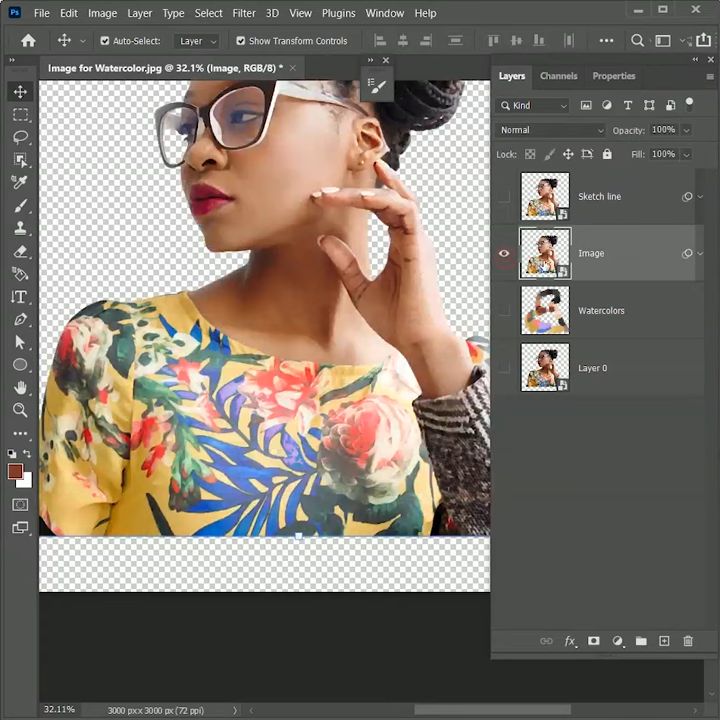 Ps File Edit Image Layer Type Select Filter 3D View Plugins Window Help
Auto-Select: Layer Show Transform Controls
Image for Watercolor.jpg @ 32.1% (Image, RGB/8) *
Layers Channels Properties
Kind
Normal Opacity: 100%
Lock: Fill: 100%
Sketch line
Image
Watercolors
Layer 0
fx
32.11% 3000 px x 3000 px (72 ppi)